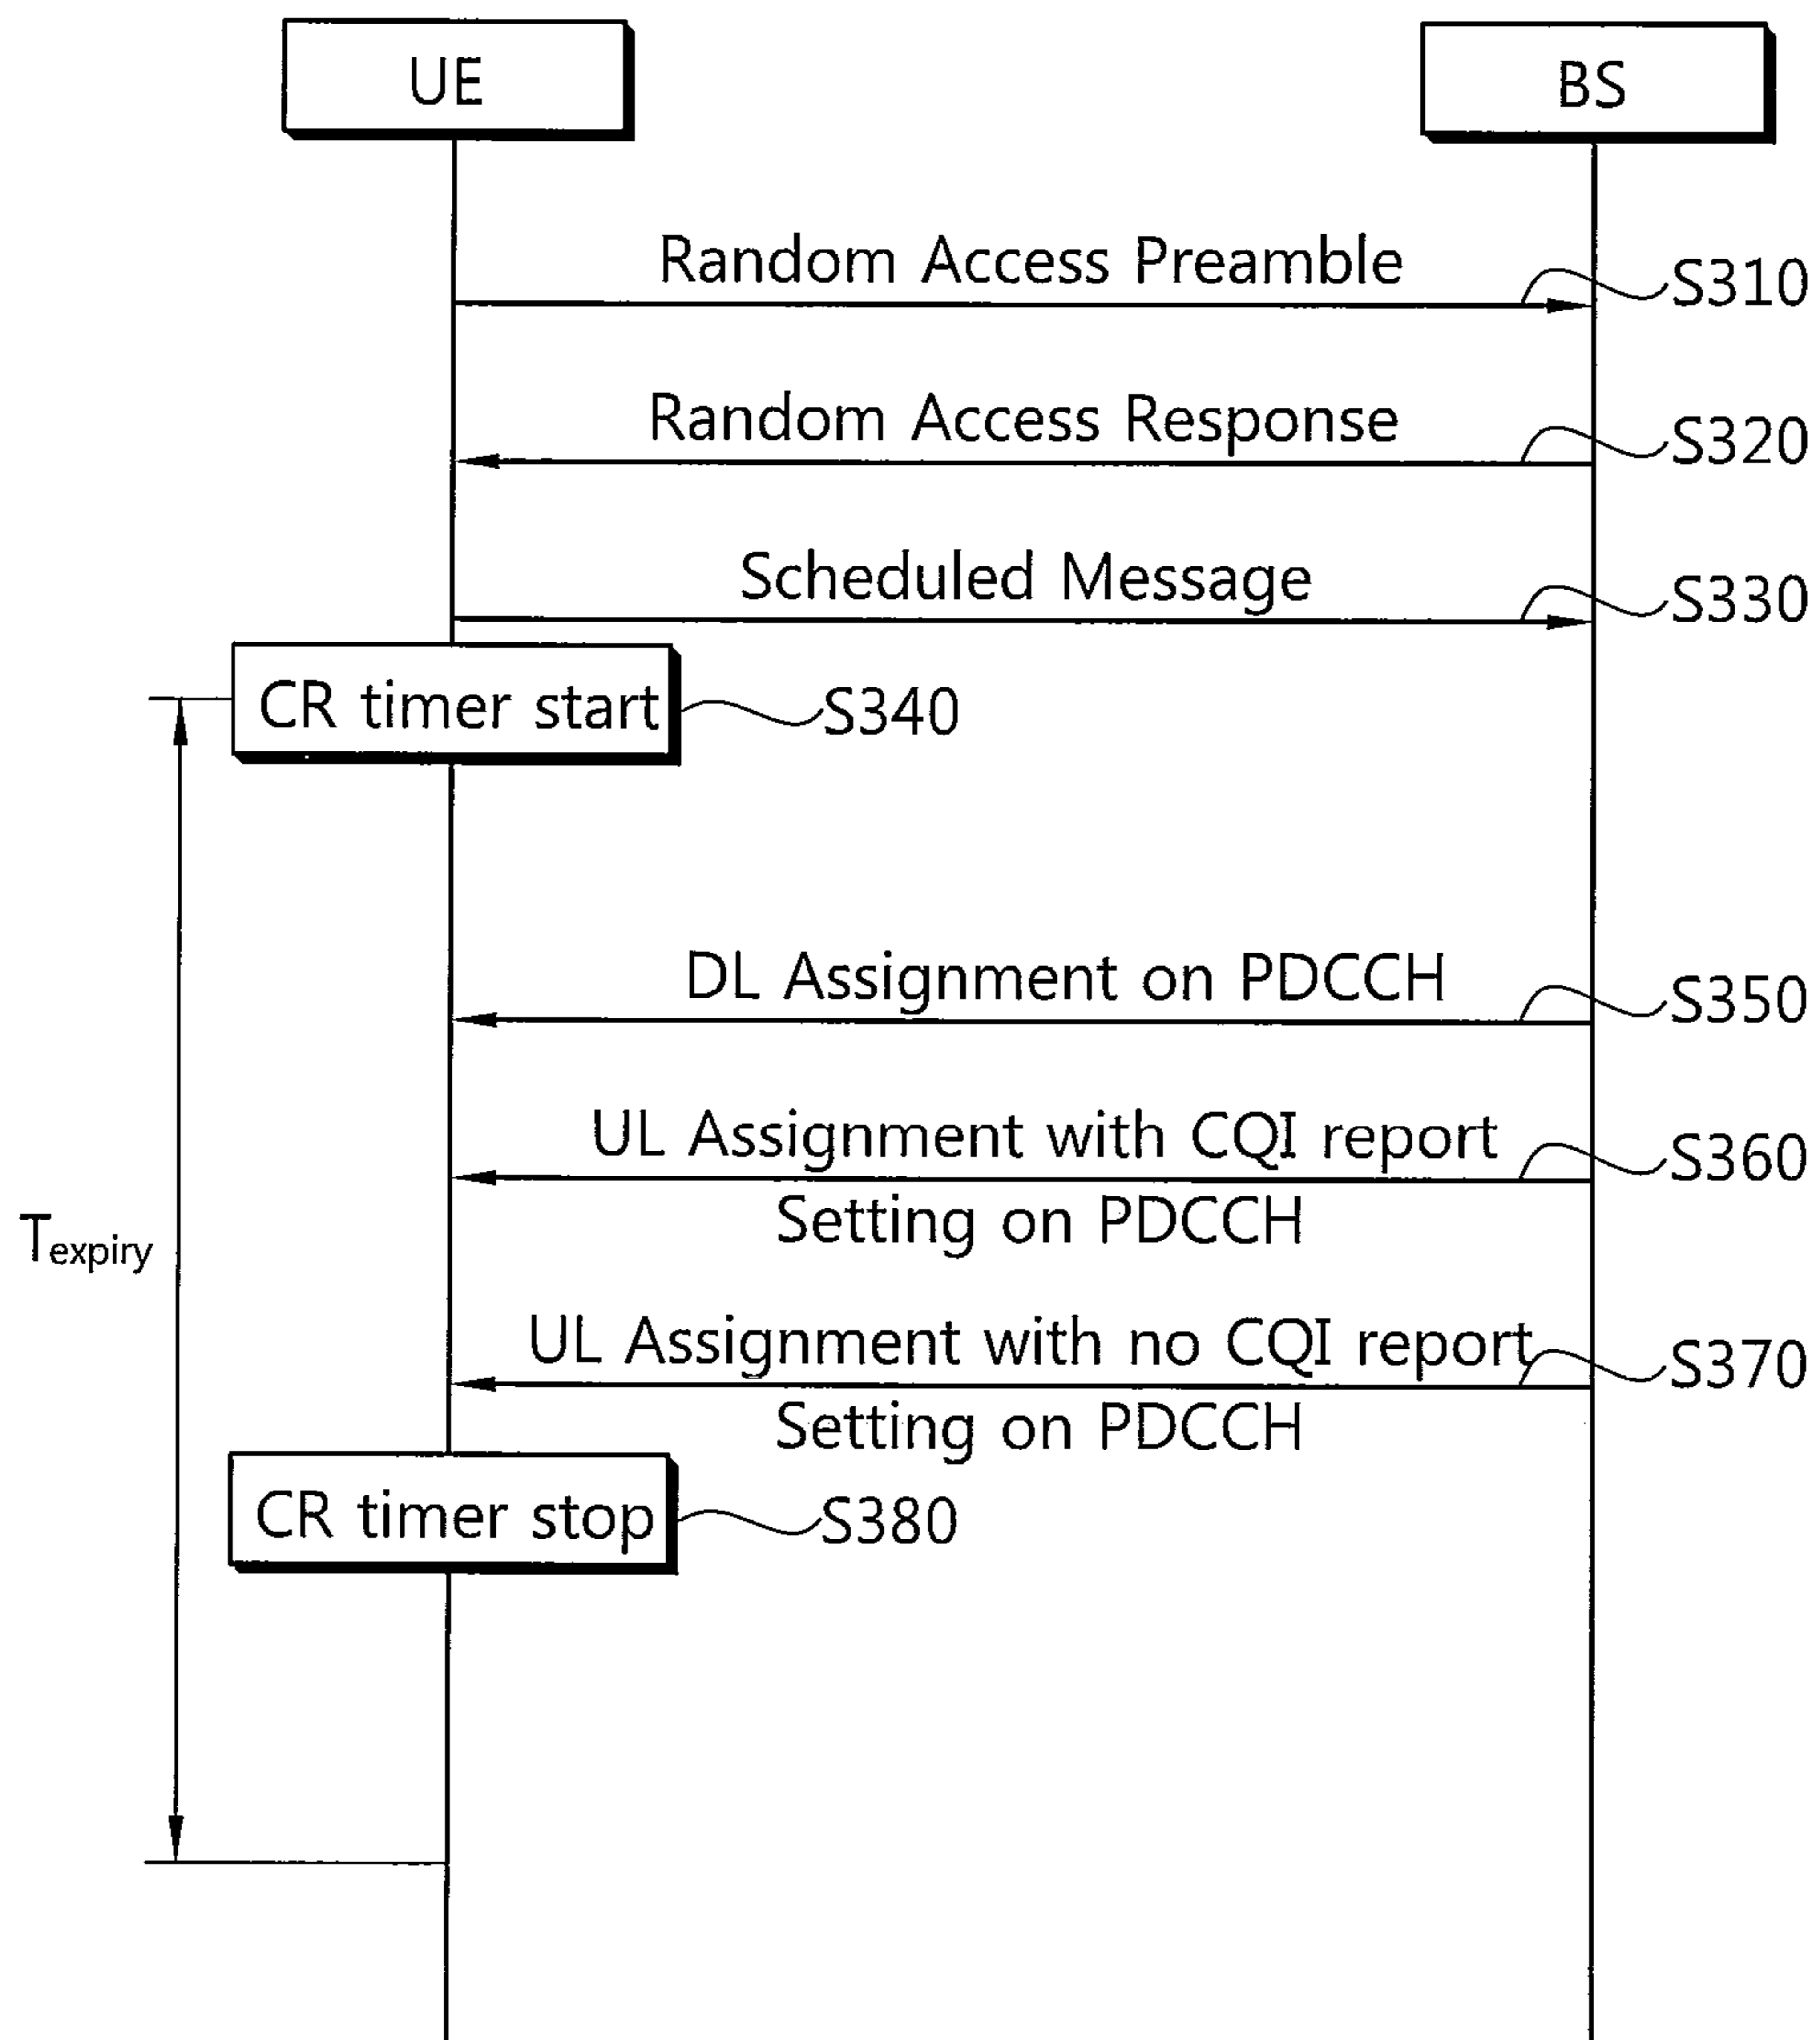 UE
BS
Random Access Preamble
S310
Random Access Response
S320
Scheduled Message
S330
CR timer start
S340
DL Assignment on PDCCH
S350
UL Assignment with CQI report
S360
Setting on PDCCH
Texpiry
UL Assignment with no CQI report
S370
Setting on PDCCH
CR timer stop
S380